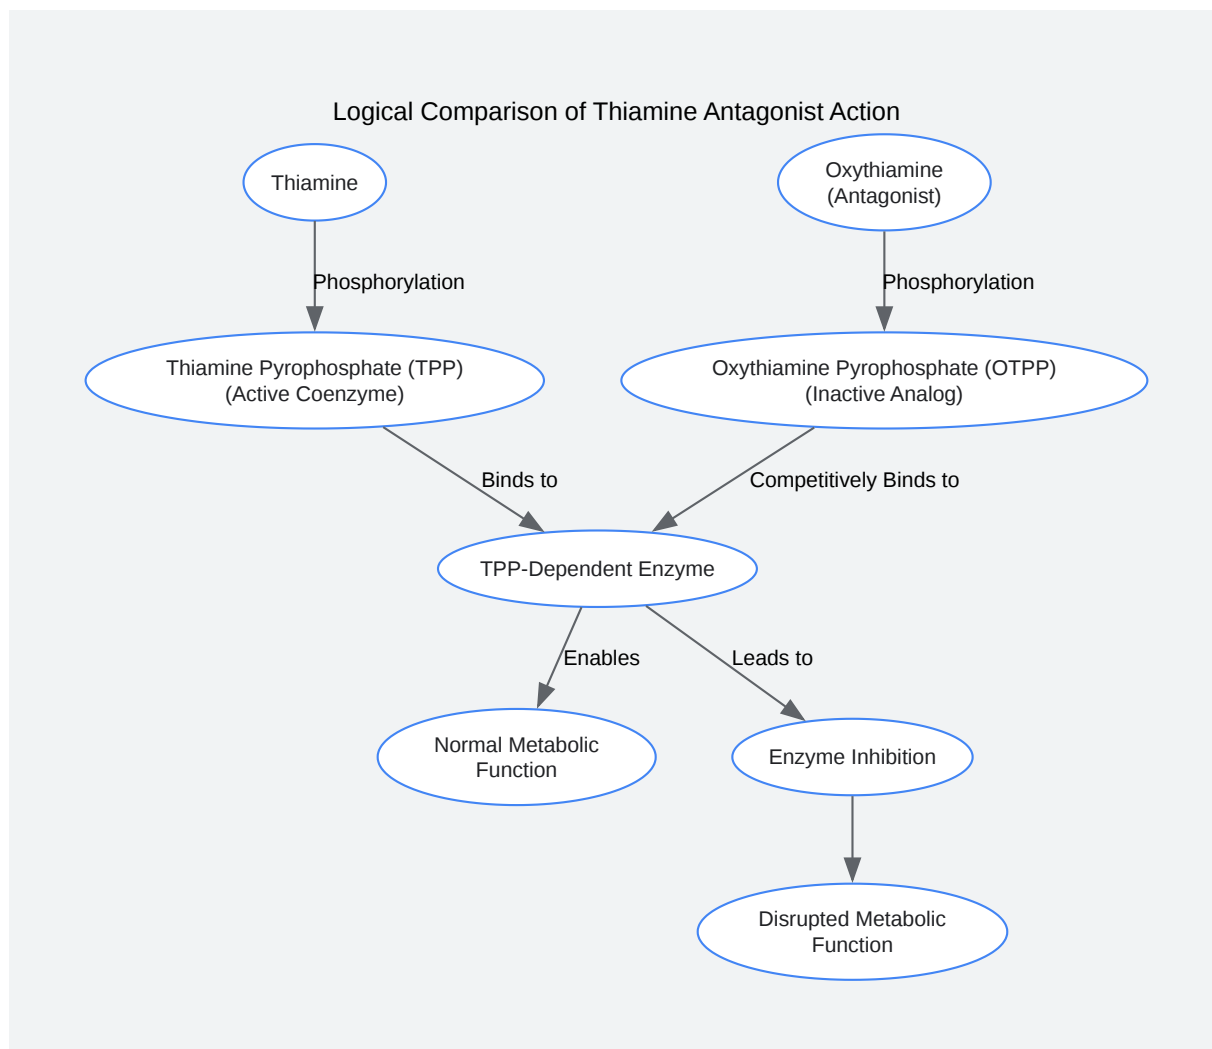 Logical Comparison of Thiamine Antagonist Action
Thiamine
Oxythiamine
(Antagonist)
Phosphorylation
Phosphorylation
Thiamine Pyrophosphate (TPP)
(Active Coenzyme)
Oxythiamine Pyrophosphate (OTPP)
(Inactive Analog)
Binds to
Competitively Binds to
TPP-Dependent Enzyme
Enables
Leads to
Normal Metabolic
Function
Enzyme Inhibition
Disrupted Metabolic
Function